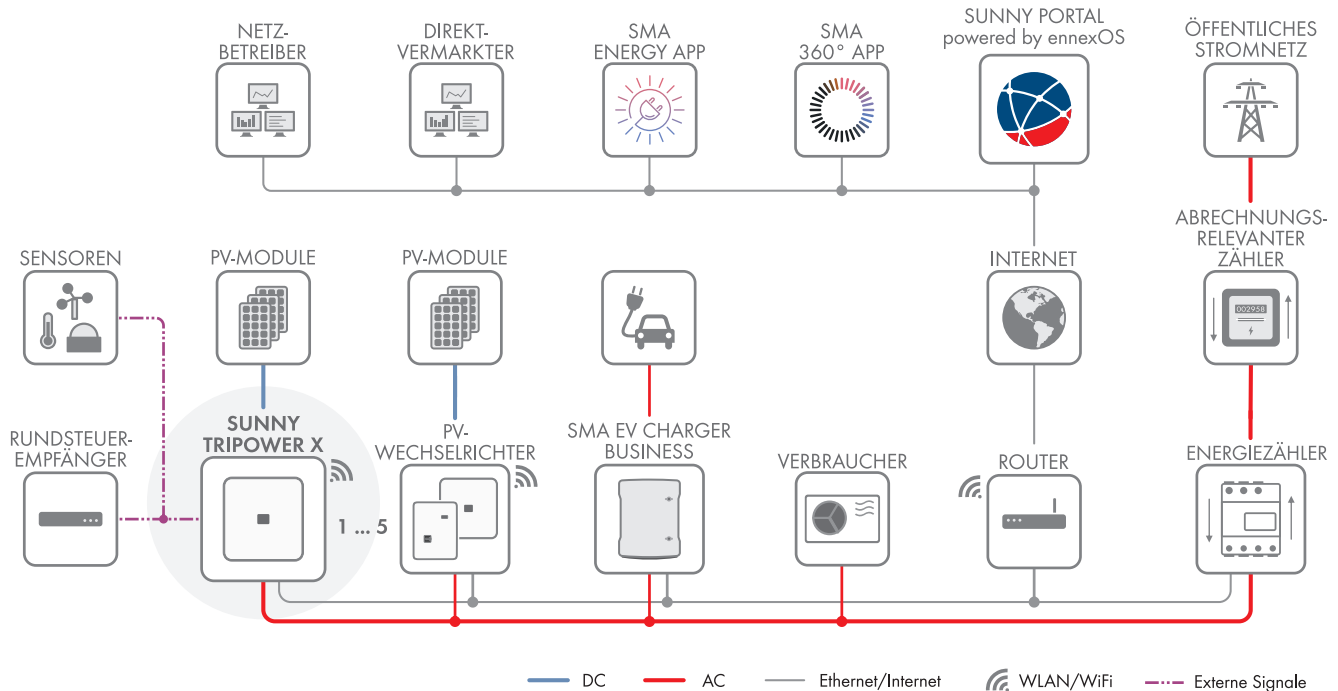 NETZ-
BETREIBER
DIREKT-
VERMARKTER
SMA
ENERGY APP
SMA
360° APP
SUNNY PORTAL
powered by ennexOS
ÖFFENTLICHES
STROMNETZ
SENSOREN
PV-MODULE
PV-MODULE
INTERNET
ABRECHNUNGS-
RELEVANTER
ZÄHLER
002958
RUNDSTEUER-
EMPFÄNGER
SUNNY
TRIPOWER X
1 ... 5
PV-
WECHSELRICHTER
SMA EV CHARGER
BUSINESS
VERBRAUCHER
ROUTER
ENERGIEZÄHLER
DC
AC
Ethernet/Internet
WLAN/WiFi
Externe Signale